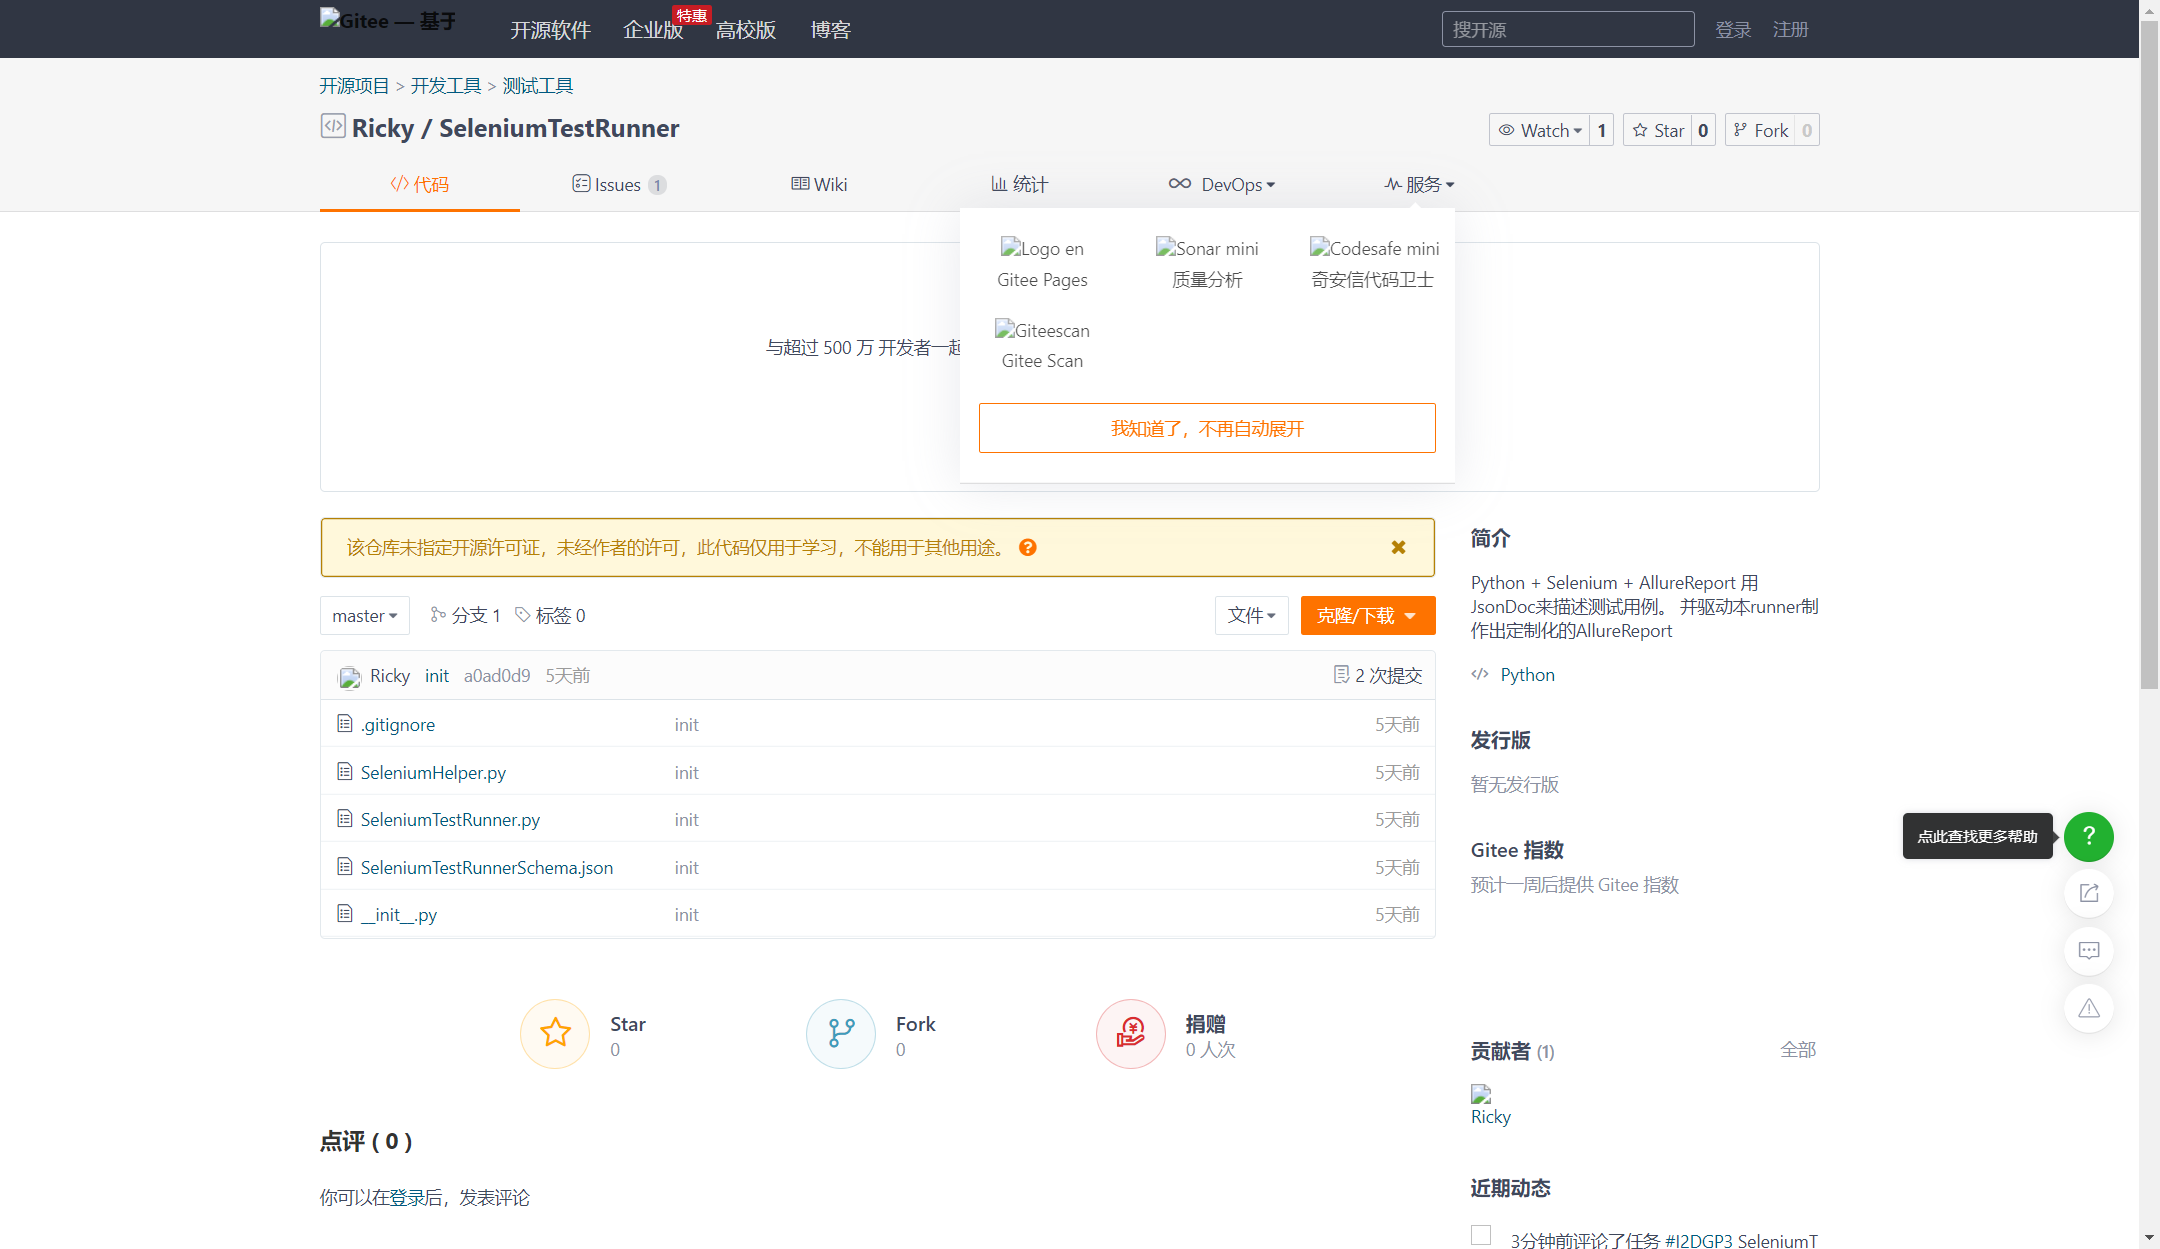 Gitee — 基于
开源软件
企业版
特惠
高校版
博客
搜开源
登录
注册
开源项目 > 开发工具 > 测试工具
Ricky / SeleniumTestRunner
Watch 1
Star 0
Fork 0
代码
Issues 1
Wiki
统计
DevOps
服务
Logo en
Gitee Pages
Sonar mini
质量分析
Codesafe mini
奇安信代码卫士
Giteescan
Gitee Scan
我知道了，不再自动展开
与超过 500 万 开发者一起
该仓库未指定开源许可证，未经作者的许可，此代码仅用于学习，不能用于其他用途。
master
分支 1
标签 0
文件
克隆/下载
Ricky init a0ad0d9 5天前
2 次提交
.gitignore init 5天前
SeleniumHelper.py init 5天前
SeleniumTestRunner.py init 5天前
SeleniumTestRunnerSchema.json init 5天前
__init__.py init 5天前
Star
0
Fork
0
捐赠
0 人次
点评 ( 0 )
你可以在登录后，发表评论
简介
Python + Selenium + AllureReport 用
JsonDoc来描述测试用例。 并驱动本runner制
作出定制化的AllureReport
Python
发行版
暂无发行版
Gitee 指数
预计一周后提供 Gitee 指数
贡献者 (1)
全部
Ricky
近期动态
3分钟前评论了任务 #I2DGP3 SeleniumT
点此查找更多帮助
?